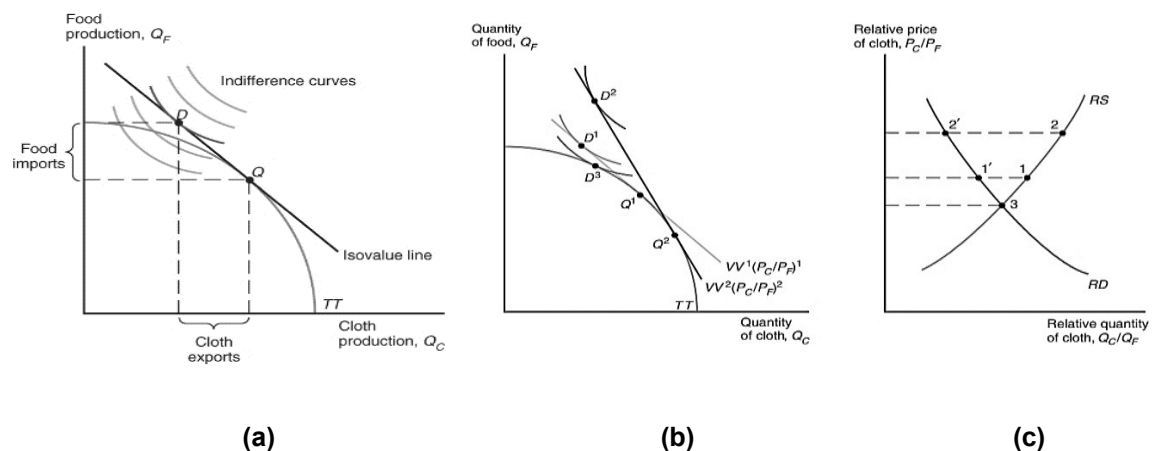 Food
production, Q_F
Indifference curves
D
Food
imports
Q
Isovalue line
TT
Cloth
production, Q_C
Cloth
exports
(a)
Quantity
of food, Q_F
D²
D¹
D³
Q¹
Q²
VV¹(P_C/P_F)¹
VV²(P_C/P_F)²
TT
Quantity
of cloth, Q_C
(b)
Relative price
of cloth, P_C/P_F
RS
2′
2
1′
1
3
RD
Relative quantity
of cloth, Q_C/Q_F
(c)